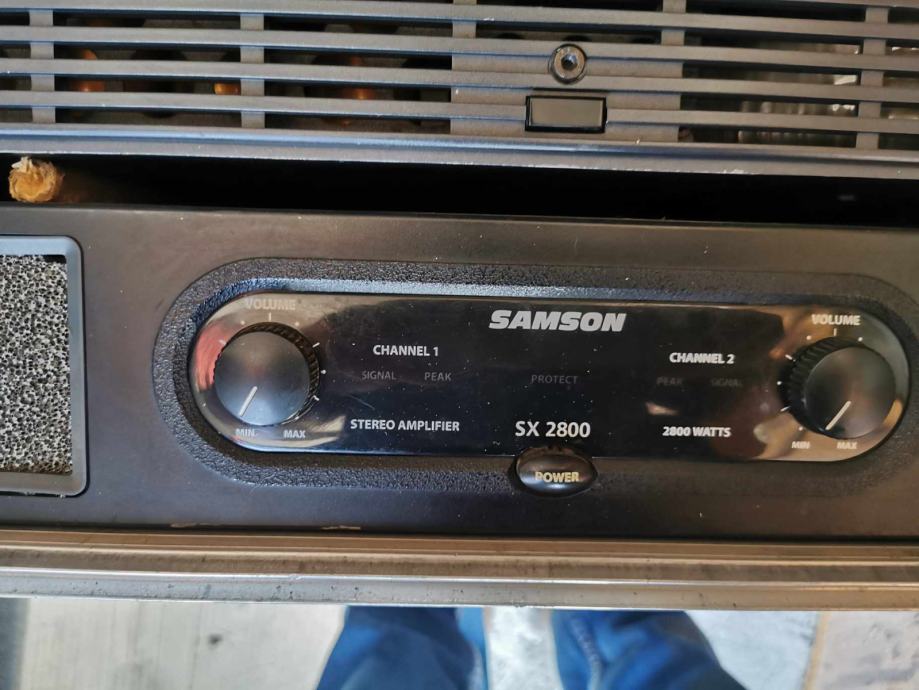 SAMSON
VOLUME
CHANNEL 1
SIGNAL PEAK
MIN MAX
STEREO AMPLIFIER
PROTECT
SX 2800
POWER
VOLUME
CHANNEL 2
PEAK SIGNAL
2800 WATTS
MIN MAX